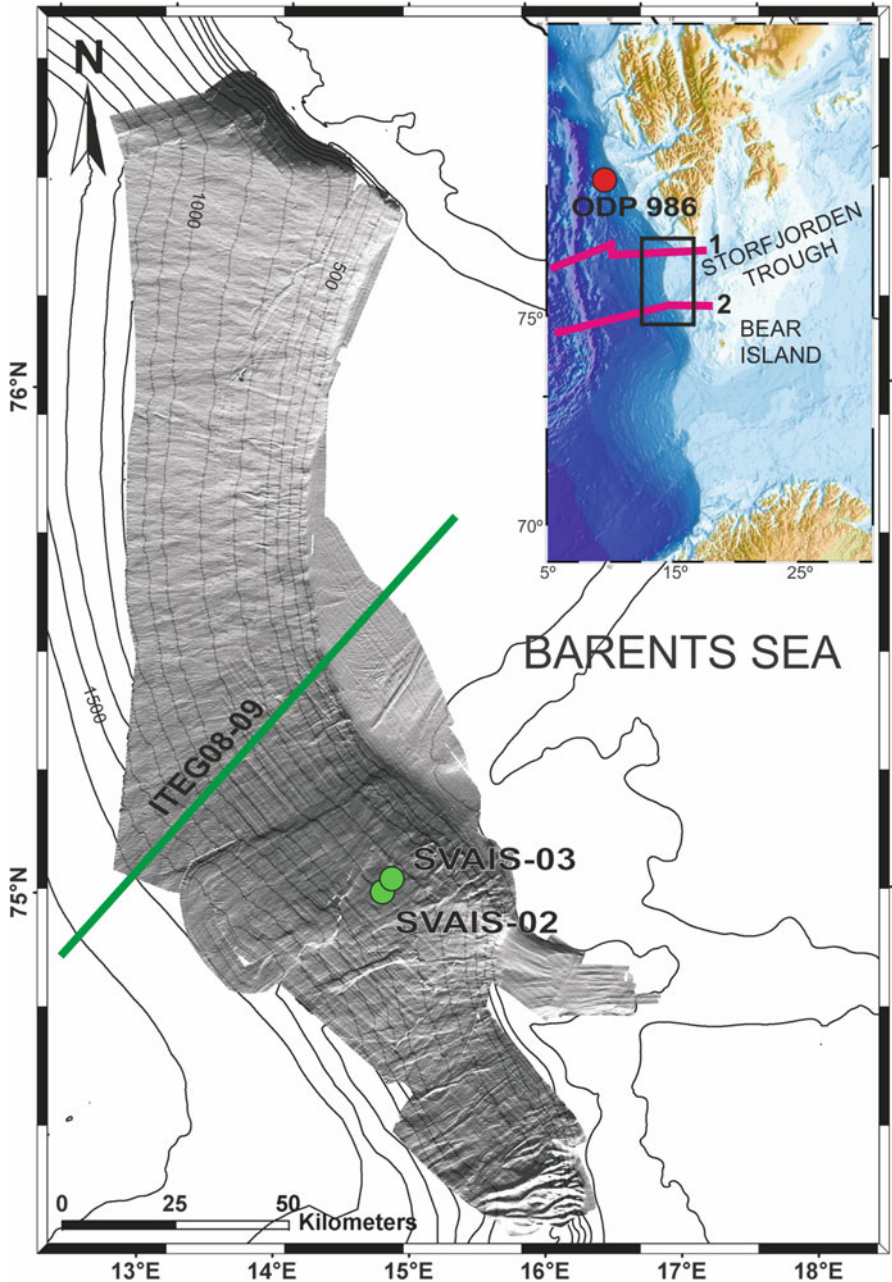 N
ODP 986
1
STORFJORDEN
TROUGH
75°
2
BEAR
ISLAND
70°
5°
15°
25°
1000
500
76°N
BARENTS SEA
1500
ITEG08-09
SVAIS-03
75°N
SVAIS-02
0
25
50
Kilometers
13°E
14°E
15°E
16°E
17°E
18°E